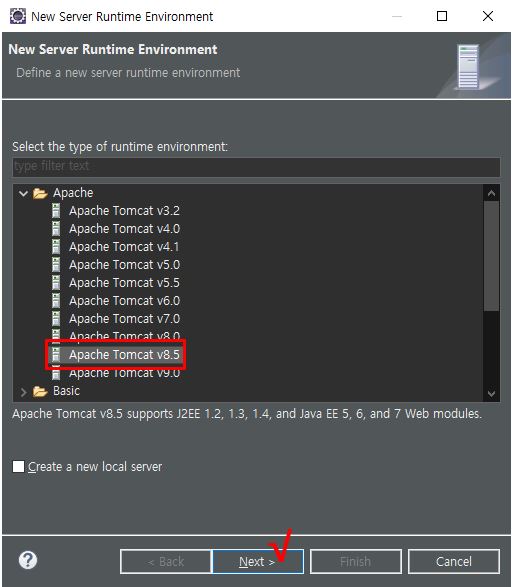 New Server Runtime Environment
New Server Runtime Environment
Define a new server runtime environment
Select the type of runtime environment:
type filter text
Apache
Apache Tomcat v3.2
Apache Tomcat v4.0
Apache Tomcat v4.1
Apache Tomcat v5.0
Apache Tomcat v5.5
Apache Tomcat v6.0
Apache Tomcat v7.0
Apache Tomcat v8.0
Apache Tomcat v8.5
Apache Tomcat v9.0
Basic
Apache Tomcat v8.5 supports J2EE 1.2, 1.3, 1.4, and Java EE 5, 6, and 7 Web modules.
Create a new local server
? < Back Next > Finish Cancel